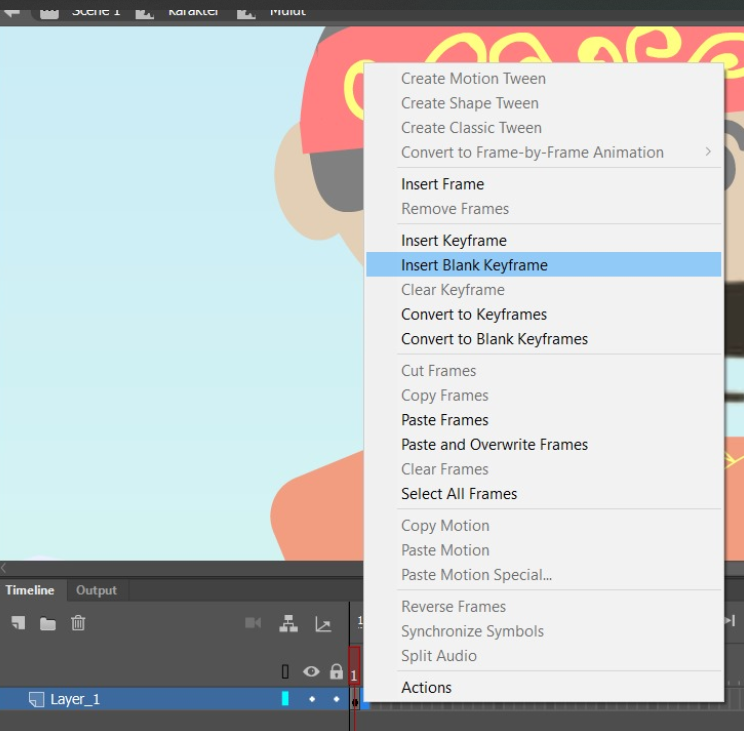 Scene 1 Karakter Mulut
Create Motion Tween
Create Shape Tween
Create Classic Tween
Convert to Frame-by-Frame Animation
Insert Frame
Remove Frames
Insert Keyframe
Insert Blank Keyframe
Clear Keyframe
Convert to Keyframes
Convert to Blank Keyframes
Cut Frames
Copy Frames
Paste Frames
Paste and Overwrite Frames
Clear Frames
Select All Frames
Copy Motion
Paste Motion
Paste Motion Special...
Reverse Frames
Synchronize Symbols
Split Audio
Actions
Timeline Output
1
1
Layer_1